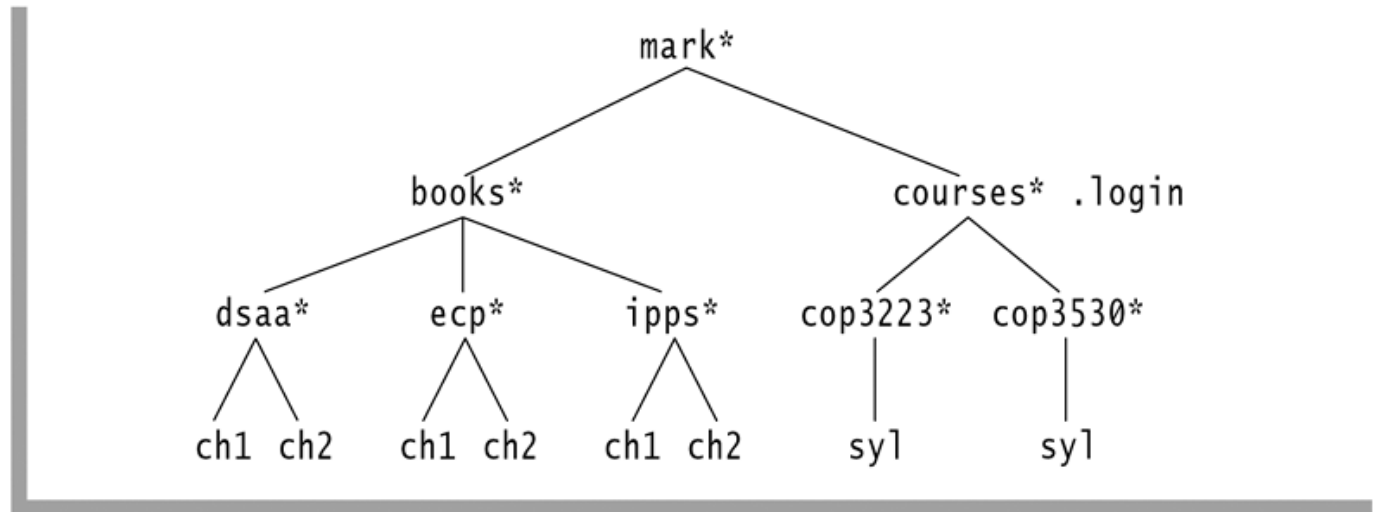 mark*
books* courses* .login
dsaa* ecp* ipps* cop3223* cop3530*
ch1 ch2 ch1 ch2 ch1 ch2 syl syl